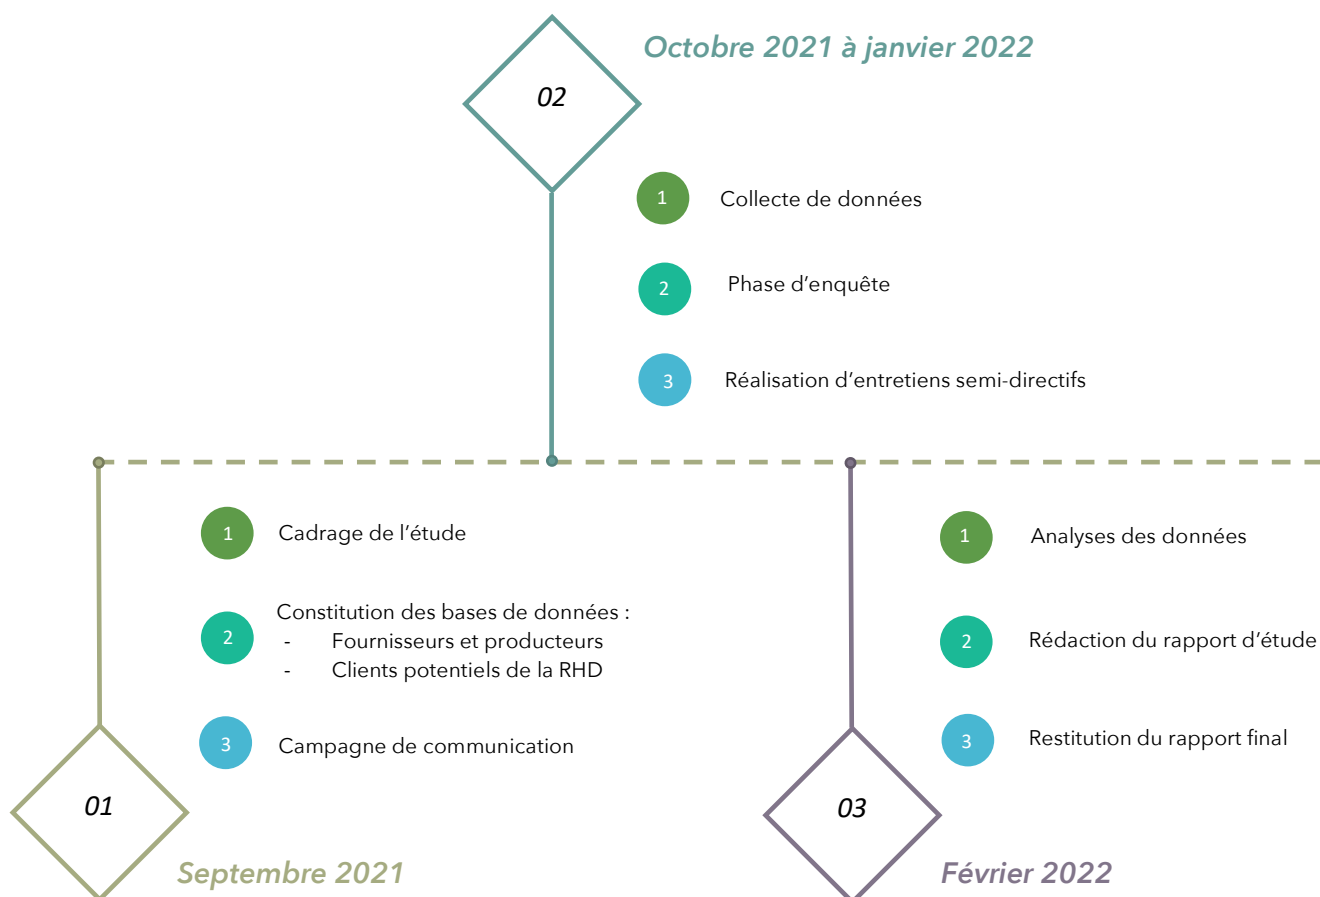 02
Octobre 2021 à janvier 2022
1
Collecte de données
2
Phase d’enquête
3
Réalisation d’entretiens semi-directifs
1
Cadrage de l’étude
2
Constitution des bases de données :
- Fournisseurs et producteurs
- Clients potentiels de la RHD
3
Campagne de communication
01
Septembre 2021
1
Analyses des données
2
Rédaction du rapport d’étude
3
Restitution du rapport final
03
Février 2022